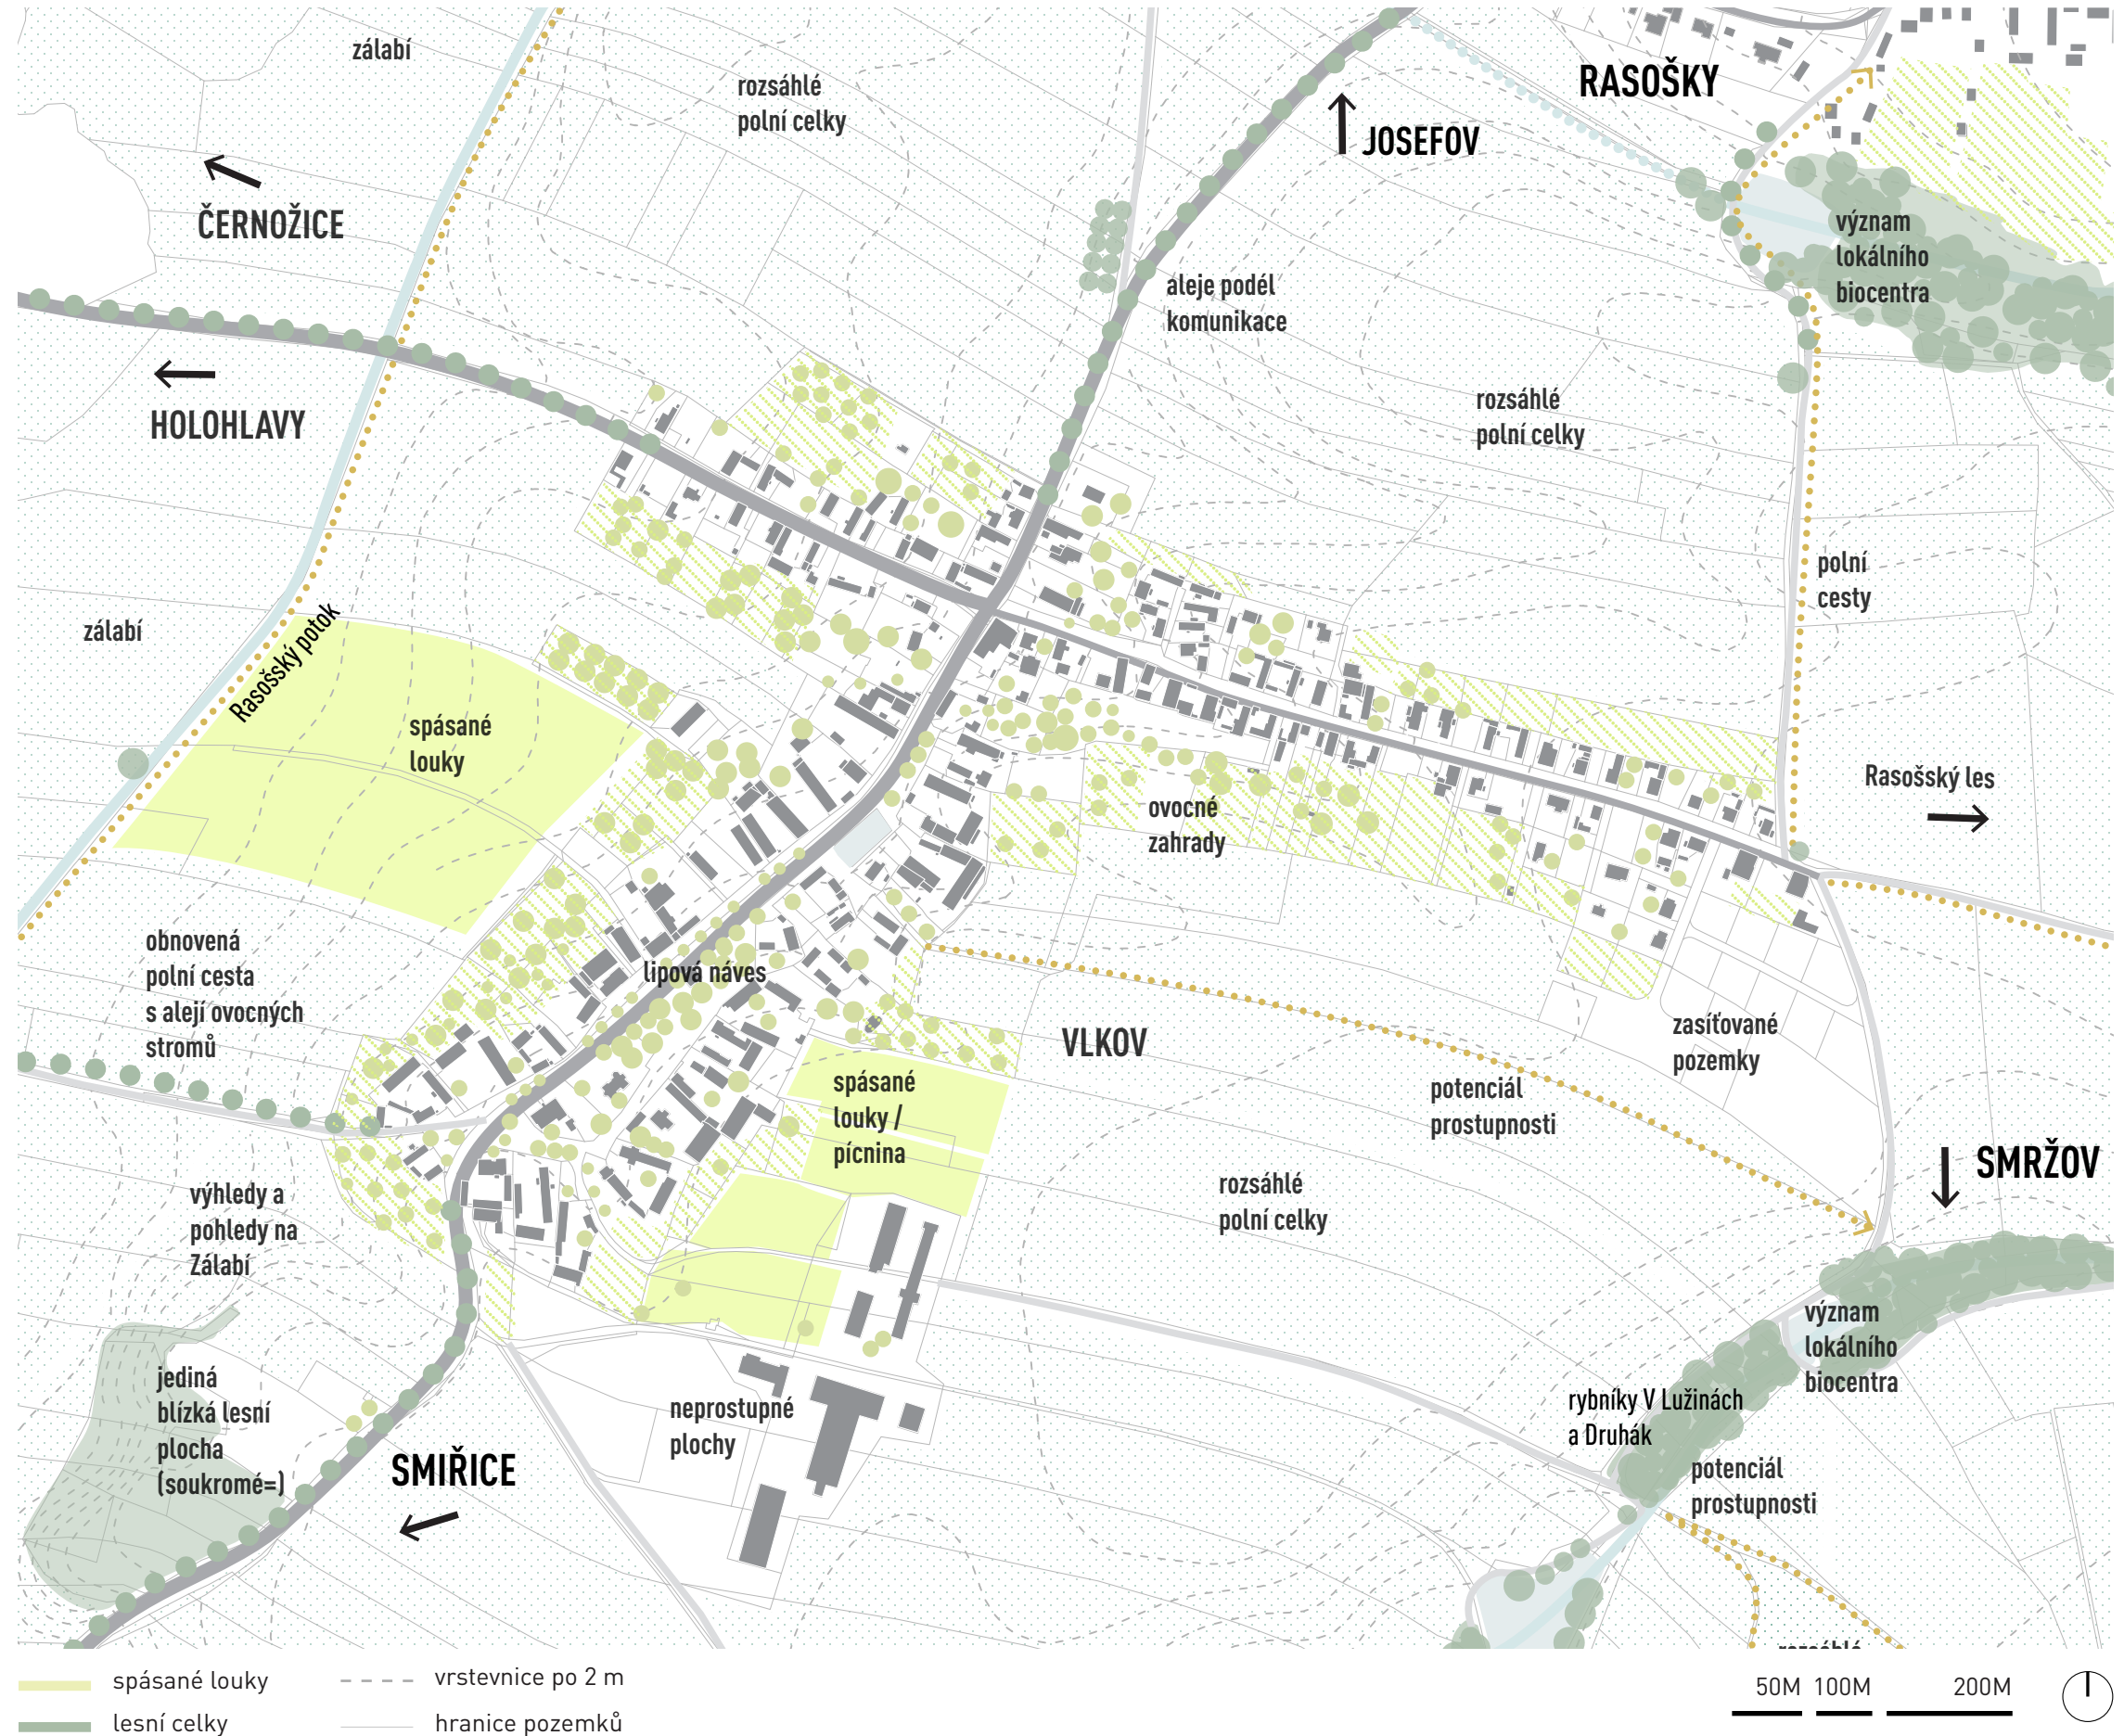 zálabí
rozsáhlé
polní celky
RASOŠKY
JOSEFOV
ČERNOŽICE
význam
lokálního
biocentra
aleje podél
komunikace
HOLOHLAVY
rozsáhlé
polní celky
polní
cesty
zálabí
Rasošský potok
spásané
louky
Rasošský les
ovocné
zahrady
obnovená
polní cesta
s alejí ovocných
stromů
lipová náves
VLKOV
zasíťované
pozemky
spásané
louky /
pícnina
potenciál
prostupnosti
SMRŽOV
výhledy a
pohledy na
Zálabí
rozsáhlé
polní celky
význam
lokálního
biocentra
jediná
blízká lesní
plocha
(soukromé=)
neprostupné
plochy
rybníky V Lužinách
a Druhák
SMIŘICE
potenciál
prostupnosti
spásané louky
vrstevnice po 2 m
50M 100M 200M
lesní celky
hranice pozemků